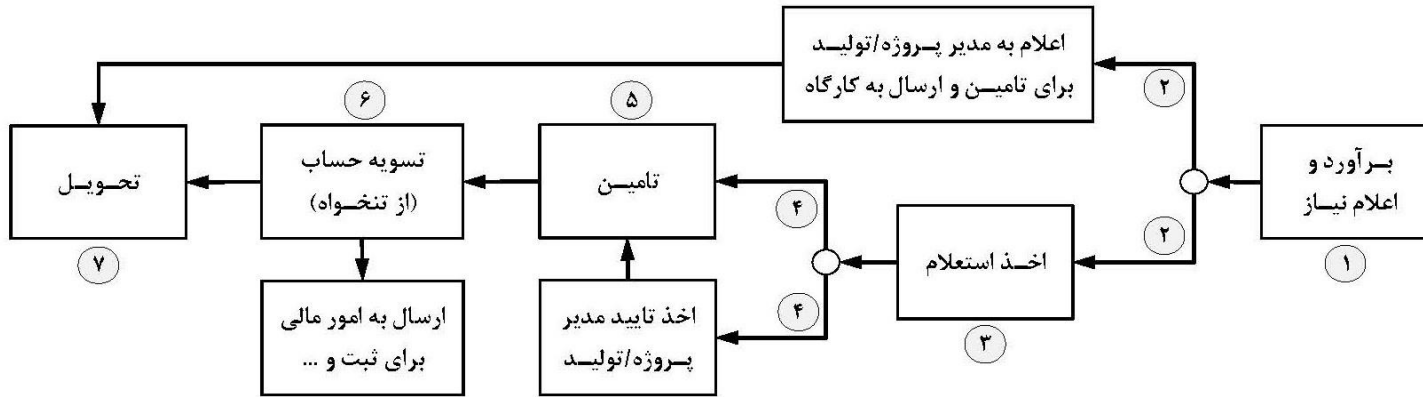 برآورد و
اعلام نیاز
۱
۲
۲
اعلام به مدیر پروژه/تولید
برای تامین و ارسال به کارگاه
اخذ استعلام
۳
۴
۴
تامین
۵
اخذ تایید مدیر
پروژه/تولید
تسویه حساب
(از تنخواه)
۶
ارسال به امور مالی
برای ثبت و ...
تحویل
۷